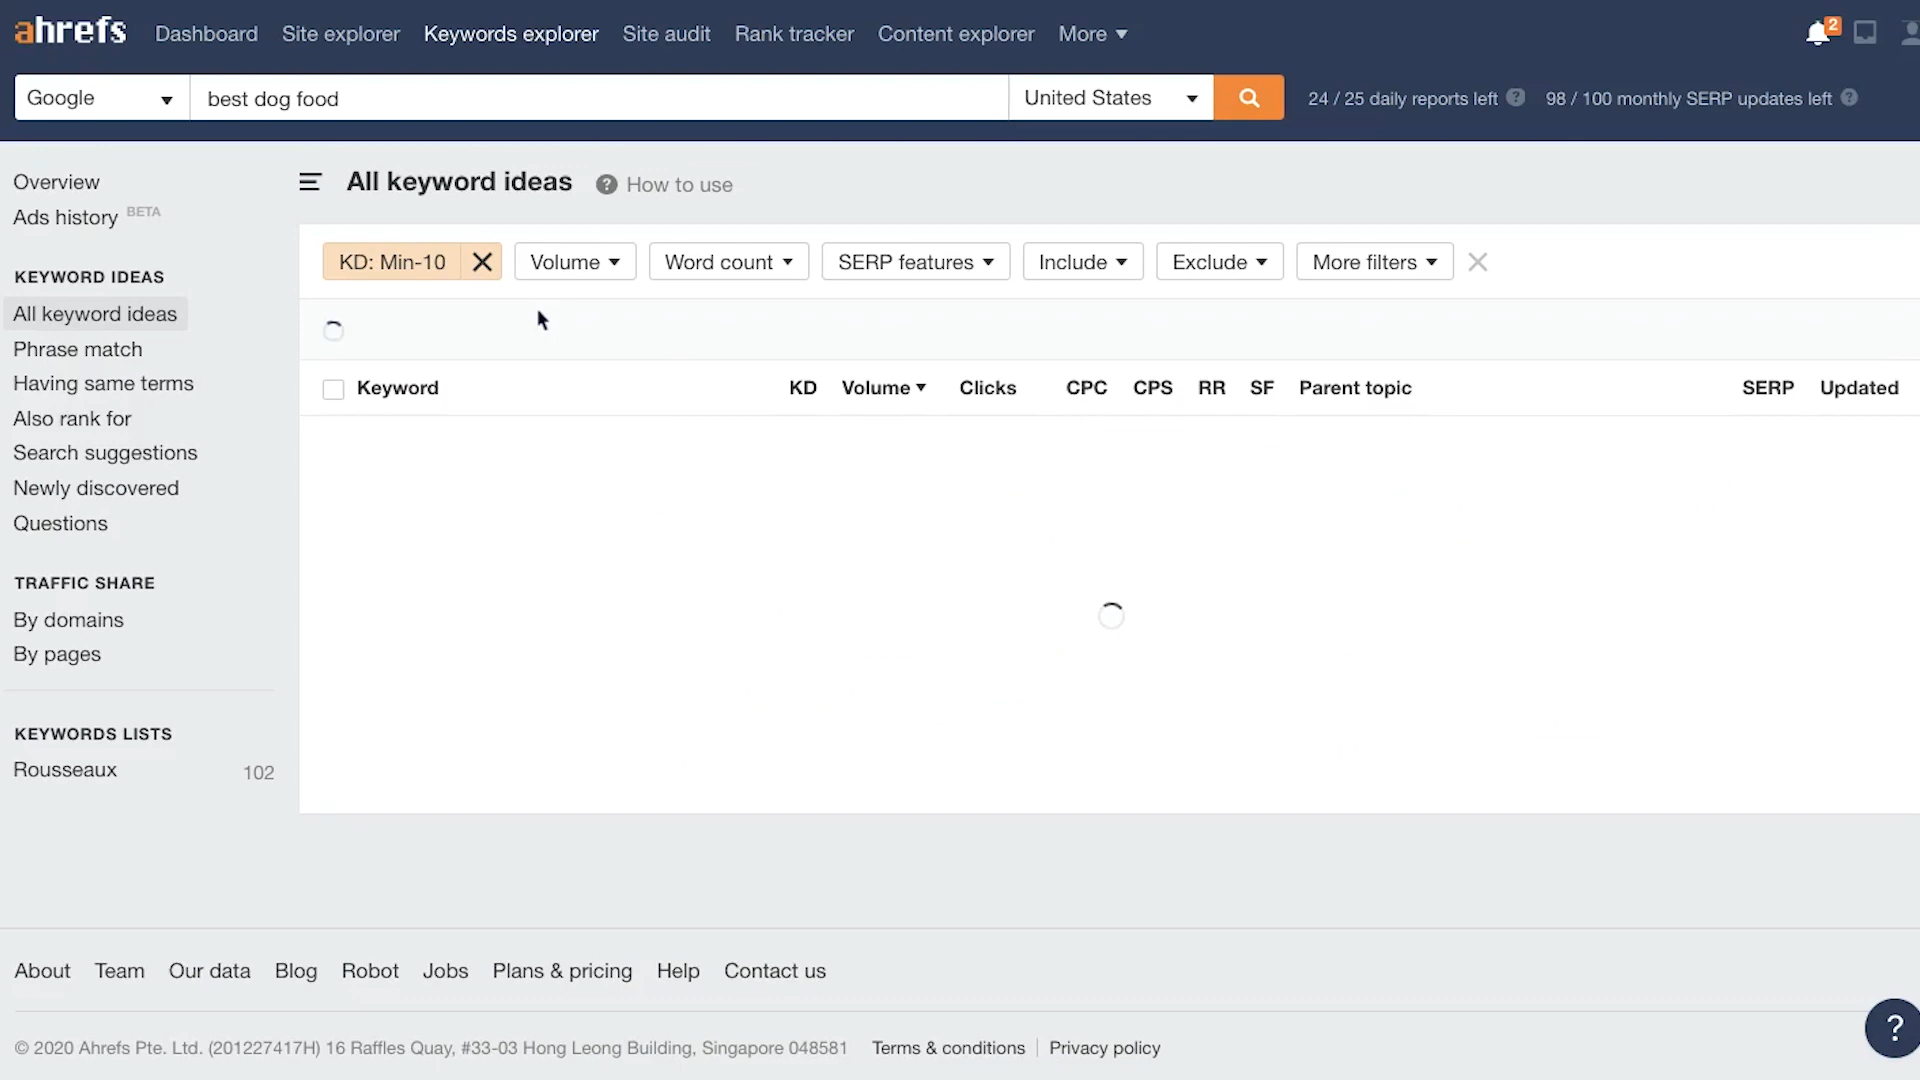 ahrefs Dashboard Site explorer Keywords explorer Site audit Rank tracker Content explorer More 2
Google best dog food United States 24 / 25 daily reports left ? 98 / 100 monthly SERP updates left ?
Overview
Ads history BETA
KEYWORD IDEAS
All keyword ideas
Phrase match
Having same terms
Also rank for
Search suggestions
Newly discovered
Questions
TRAFFIC SHARE
By domains
By pages
KEYWORDS LISTS
Rousseaux 102
All keyword ideas ? How to use
KD: Min-10 Volume Word count SERP features Include Exclude More filters
Keyword KD Volume Clicks CPC CPS RR SF Parent topic SERP Updated
About Team Our data Blog Robot Jobs Plans & pricing Help Contact us
?
© 2020 Ahrefs Pte. Ltd. (201227417H) 16 Raffles Quay, #33-03 Hong Leong Building, Singapore 048581 Terms & conditions Privacy policy